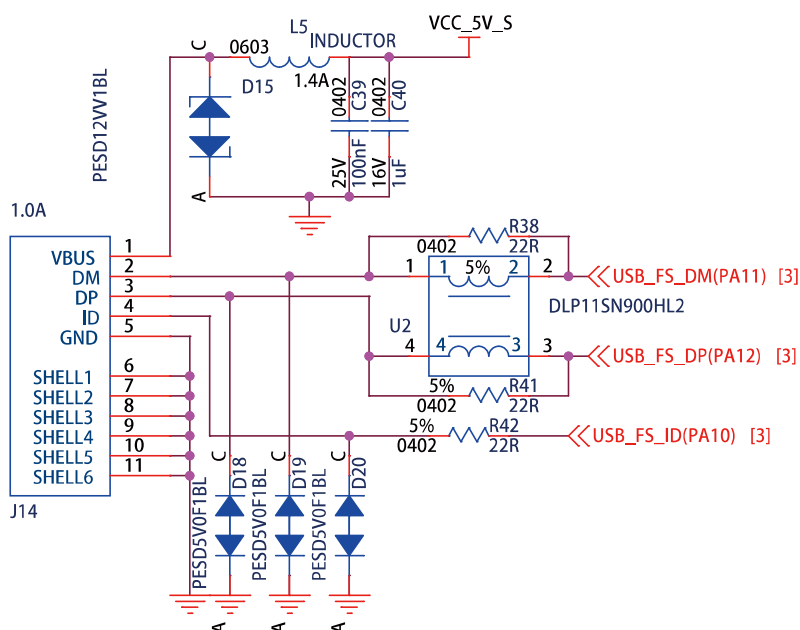 VCC_5V_S
L5
INDUCTOR
0603
1.4A
C
D15
A
PESD12VV1BL
0402
C39
25V
100nF
0402
C40
16V
1uF
1.0A
VBUS 1
DM 2
DP 3
ID 4
GND 5
SHELL1 6
SHELL2 7
SHELL3 8
SHELL4 9
SHELL5 10
SHELL6 11
J14
R38
0402 22R
1 1 5% 2 2
USB_FS_DM(PA11) [3]
DLP11SN900HL2
U2
4 4 3 3
USB_FS_DP(PA12) [3]
5% R41
0402 22R
5% R42
0402 22R
USB_FS_ID(PA10) [3]
C
D18
PESD5V0F1BL
A
C
D19
PESD5V0F1BL
A
C
D20
PESD5V0F1BL
A